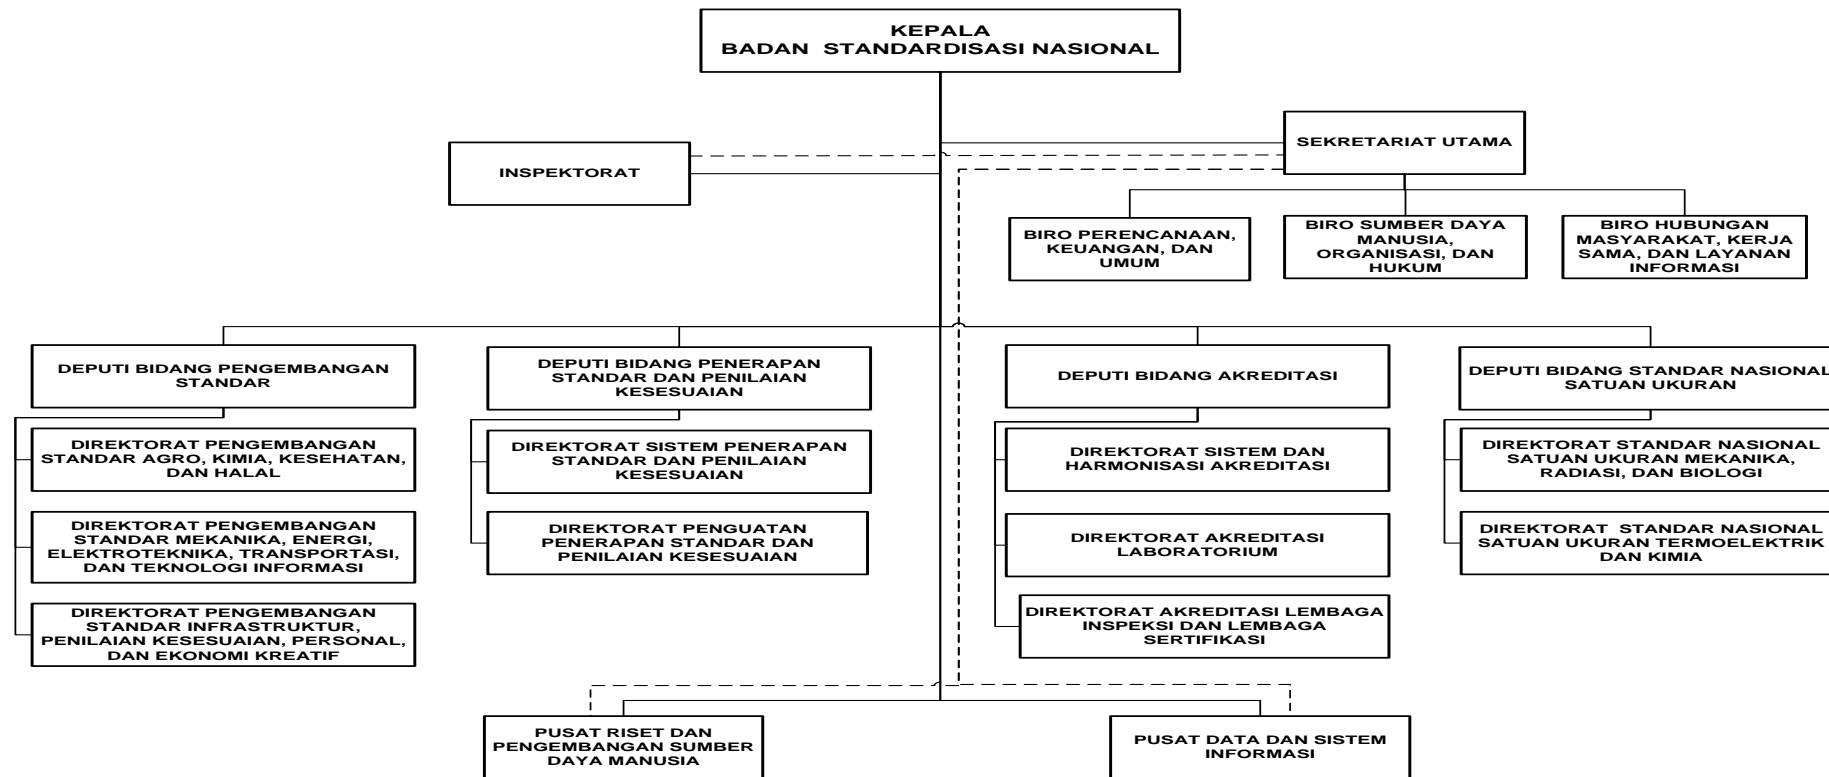 KEPALA
BADAN STANDARDISASI NASIONAL
SEKRETARIAT UTAMA
INSPEKTORAT
BIRO PERENCANAAN,
KEUANGAN, DAN
UMUM
BIRO SUMBER DAYA
MANUSIA,
ORGANISASI, DAN
HUKUM
BIRO HUBUNGAN
MASYARAKAT, KERJA
SAMA, DAN LAYANAN
INFORMASI
DEPUTI BIDANG PENGEMBANGAN
STANDAR
DEPUTI BIDANG PENERAPAN
STANDAR DAN PENILAIAN
KESESUAIAN
DEPUTI BIDANG AKREDITASI
DEPUTI BIDANG STANDAR NASIONAL
SATUAN UKURAN
DIREKTORAT PENGEMBANGAN
STANDAR AGRO, KIMIA, KESEHATAN,
DAN HALAL
DIREKTORAT SISTEM PENERAPAN
STANDAR DAN PENILAIAN
KESESUAIAN
DIREKTORAT SISTEM DAN
HARMONISASI AKREDITASI
DIREKTORAT STANDAR NASIONAL
SATUAN UKURAN MEKANIKA,
RADIASI, DAN BIOLOGI
DIREKTORAT PENGEMBANGAN
STANDAR MEKANIKA, ENERGI,
ELEKTROTEKNIKA, TRANSPORTASI,
DAN TEKNOLOGI INFORMASI
DIREKTORAT PENGUATAN
PENERAPAN STANDAR DAN
PENILAIAN KESESUAIAN
DIREKTORAT AKREDITASI
LABORATORIUM
DIREKTORAT STANDAR NASIONAL
SATUAN UKURAN TERMOELEKTRIK
DAN KIMIA
DIREKTORAT PENGEMBANGAN
STANDAR INFRASTRUKTUR,
PENILAIAN KESESUAIAN, PERSONAL,
DAN EKONOMI KREATIF
DIREKTORAT AKREDITASI LEMBAGA
INSPEKSI DAN LEMBAGA
SERTIFIKASI
PUSAT RISET DAN
PENGEMBANGAN SUMBER
DAYA MANUSIA
PUSAT DATA DAN SISTEM
INFORMASI